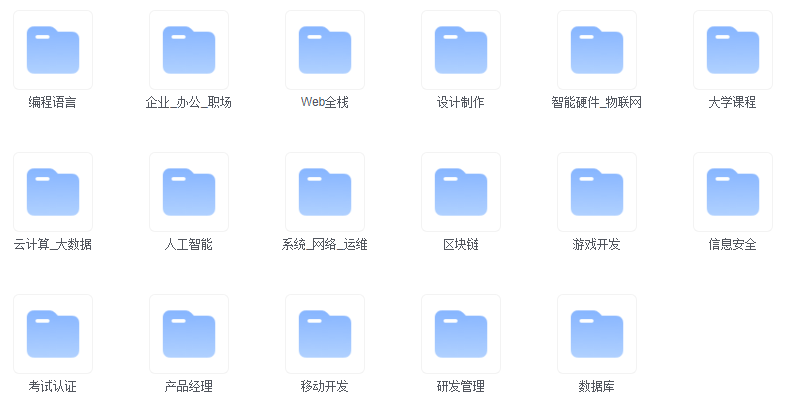 编程语言
企业_办公_职场
Web全栈
设计制作
智能硬件_物联网
大学课程
云计算_大数据
人工智能
系统_网络_运维
区块链
游戏开发
信息安全
考试认证
产品经理
移动开发
研发管理
数据库